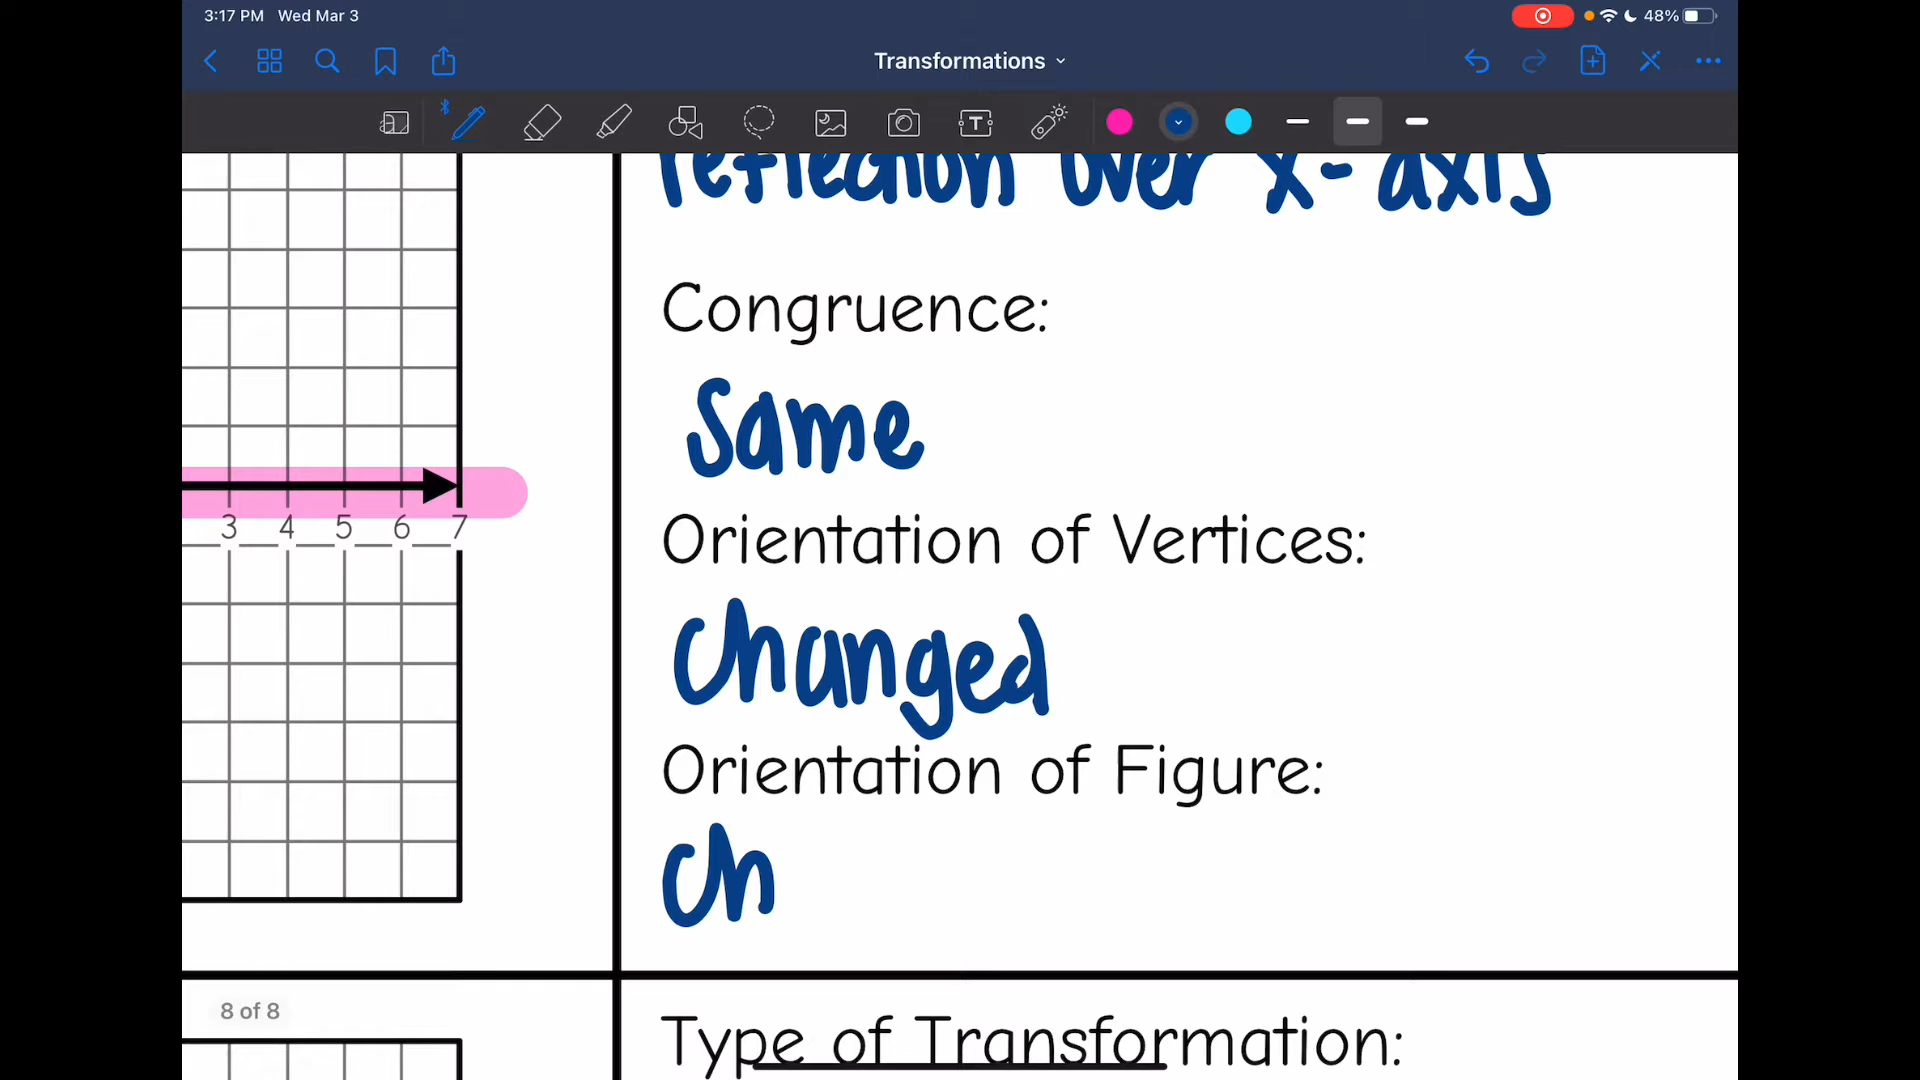 3:17 PM Wed Mar 3
48%
Transformations
T
reflection over x-axis
Congruence:
Same
3 4 5 6 7
Orientation of Vertices:
Changed
Orientation of Figure:
Ch
8 of 8
Type of Transformation: